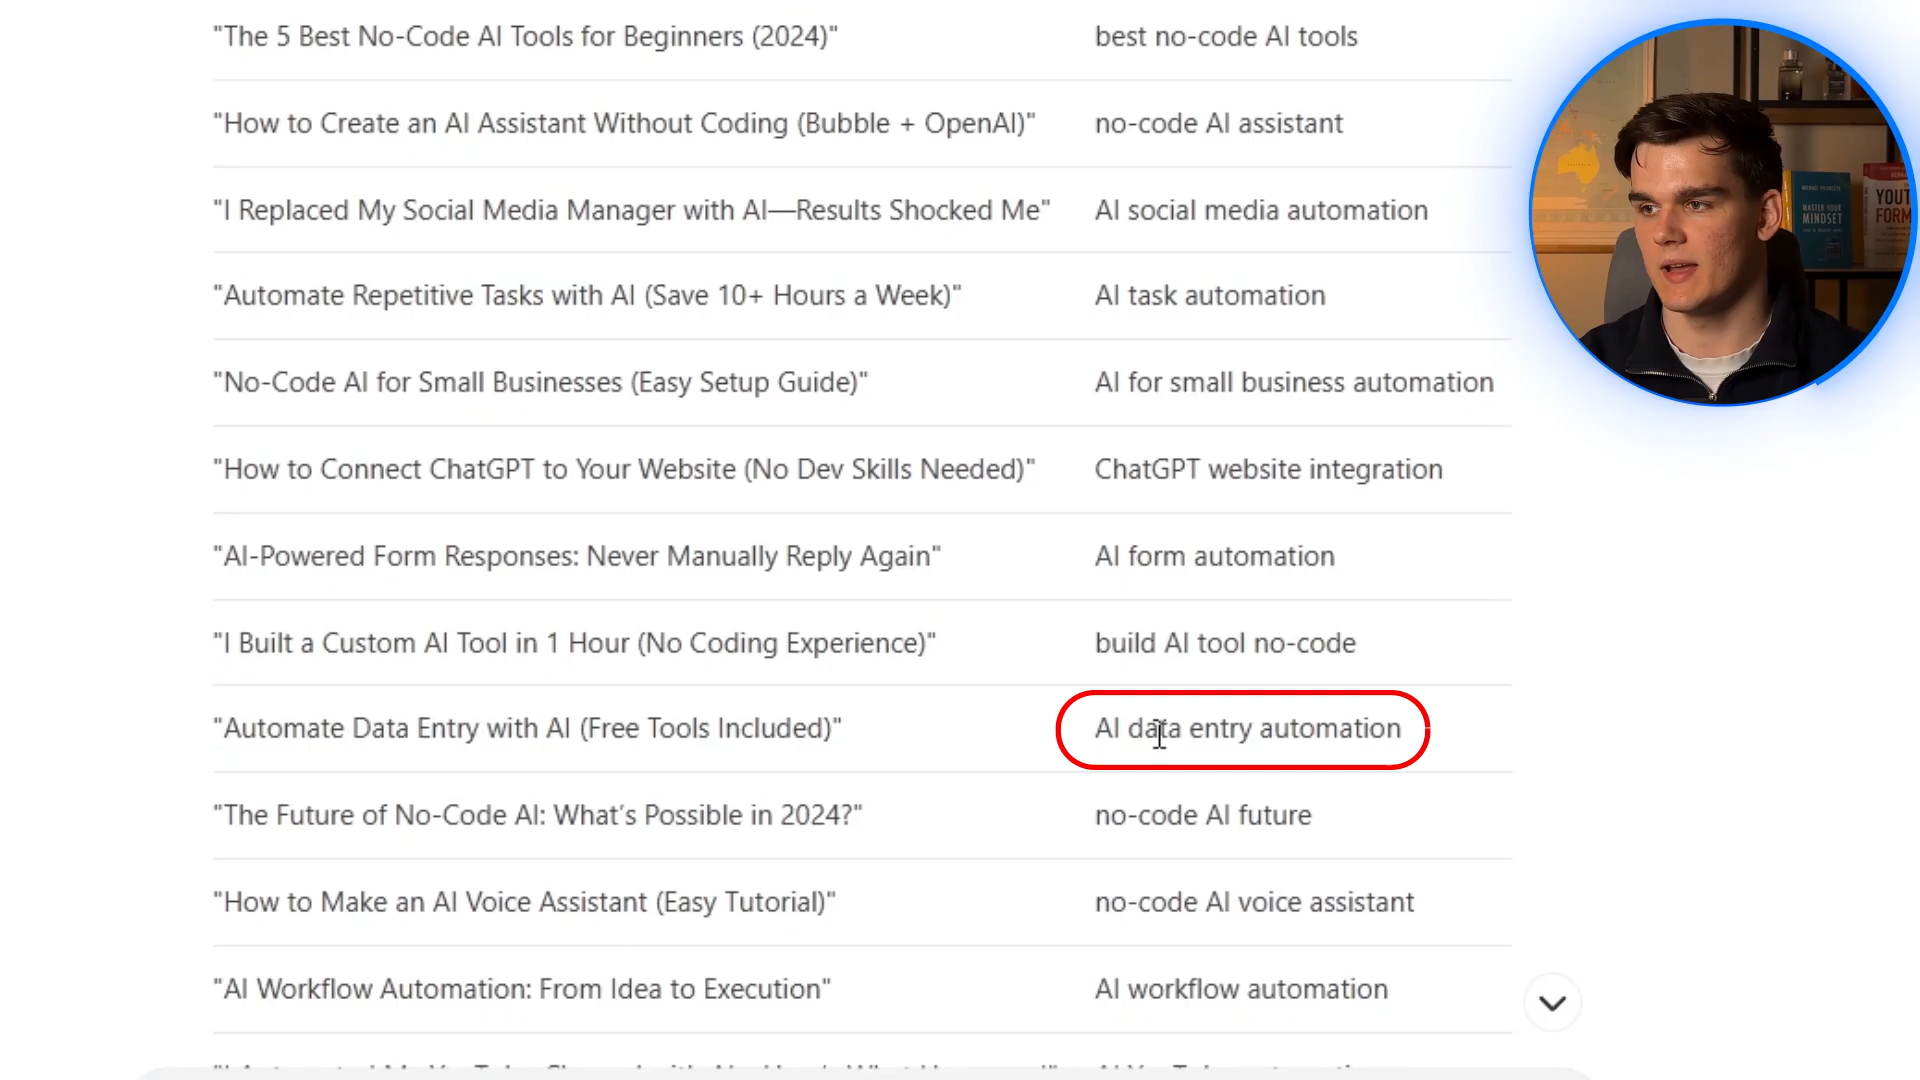 "The 5 Best No-Code AI Tools for Beginners (2024)" best no-code AI tools
"How to Create an AI Assistant Without Coding (Bubble + OpenAI)" no-code AI assistant
"I Replaced My Social Media Manager with AI—Results Shocked Me" AI social media automation
"Automate Repetitive Tasks with AI (Save 10+ Hours a Week)" AI task automation
"No-Code AI for Small Businesses (Easy Setup Guide)" AI for small business automation
"How to Connect ChatGPT to Your Website (No Dev Skills Needed)" ChatGPT website integration
"AI-Powered Form Responses: Never Manually Reply Again" AI form automation
"I Built a Custom AI Tool in 1 Hour (No Coding Experience)" build AI tool no-code
"Automate Data Entry with AI (Free Tools Included)" AI data entry automation
"The Future of No-Code AI: What's Possible in 2024?" no-code AI future
"How to Make an AI Voice Assistant (Easy Tutorial)" no-code AI voice assistant
"AI Workflow Automation: From Idea to Execution" AI workflow automation
MASTER YOUR
MINDSET
YOUT
FORM